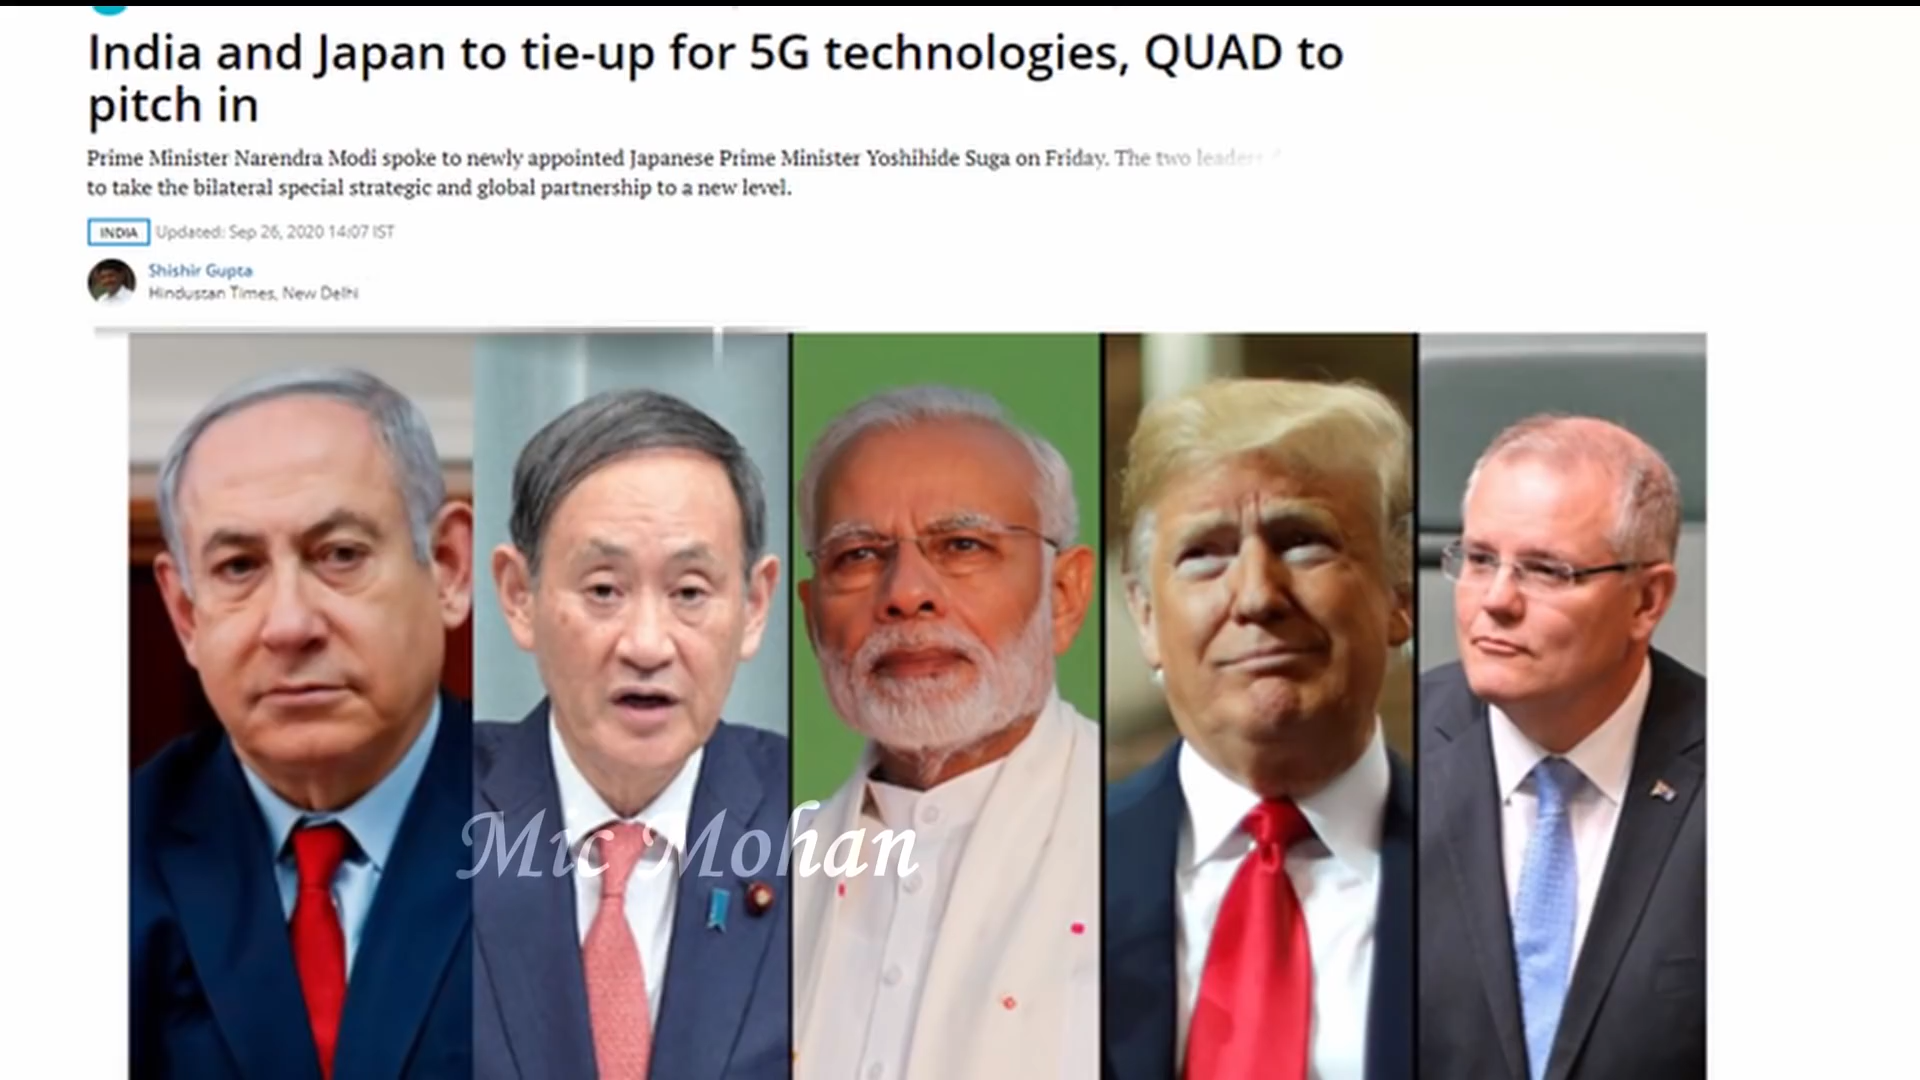 India and Japan to tie-up for 5G technologies, QUAD to
pitch in
Prime Minister Narendra Modi spoke to newly appointed Japanese Prime Minister Yoshihide Suga on Friday. The two leaders
to take the bilateral special strategic and global partnership to a new level.
INDIA Updated: Sep 26, 2020 14:07 IST
Shishir Gupta
Hindustan Times, New Delhi
Mic Mohan